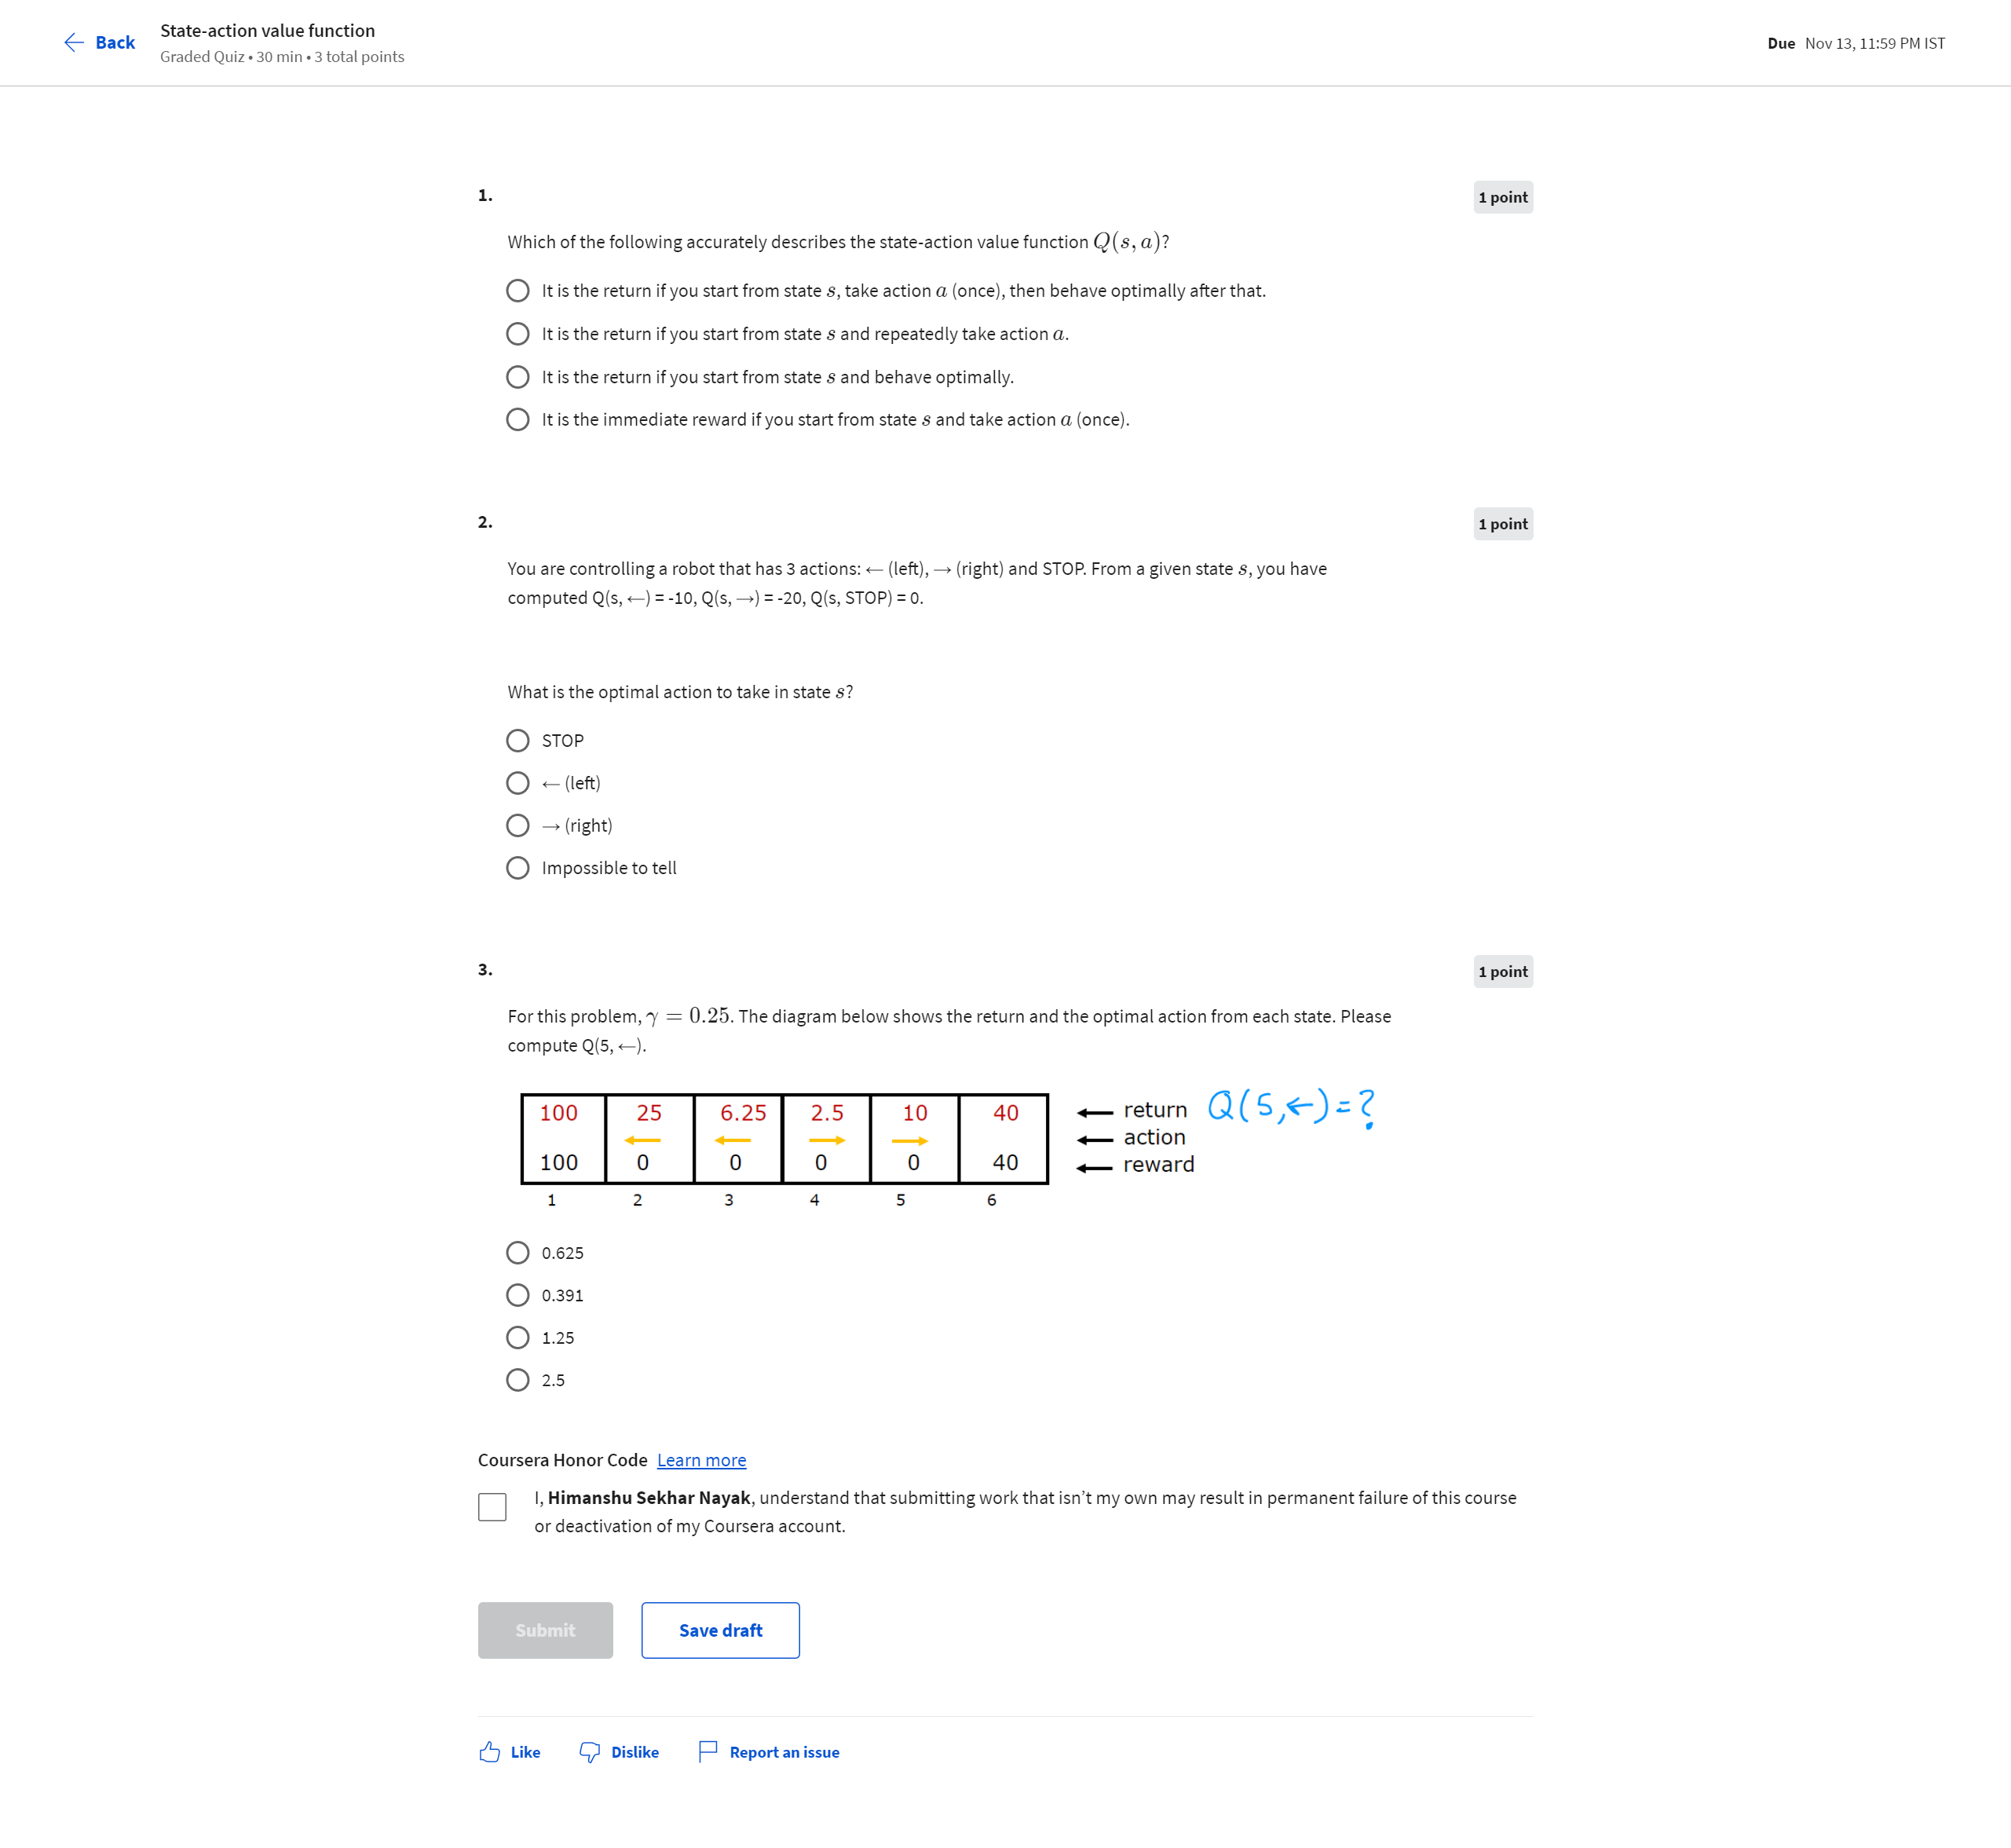 Back
State-action value function
Graded Quiz • 30 min • 3 total points
Due Nov 13, 11:59 PM IST
1.
1 point
Which of the following accurately describes the state-action value function Q(s, a)?
It is the return if you start from state s, take action a (once), then behave optimally after that.
It is the return if you start from state s and repeatedly take action a.
It is the return if you start from state s and behave optimally.
It is the immediate reward if you start from state s and take action a (once).
2.
1 point
You are controlling a robot that has 3 actions: ← (left), → (right) and STOP. From a given state s, you have
computed Q(s, ←) = -10, Q(s, →) = -20, Q(s, STOP) = 0.
What is the optimal action to take in state s?
STOP
← (left)
→ (right)
Impossible to tell
3.
1 point
For this problem, γ = 0.25. The diagram below shows the return and the optimal action from each state. Please
compute Q(5, ←).
100 25 6.25 2.5 10 40 ← return Q(5,←)=?
← ← → → ← action
100 0 0 0 0 40 ← reward
1 2 3 4 5 6
0.625
0.391
1.25
2.5
Coursera Honor Code Learn more
I, Himanshu Sekhar Nayak, understand that submitting work that isn’t my own may result in permanent failure of this course
or deactivation of my Coursera account.
Submit
Save draft
Like
Dislike
Report an issue